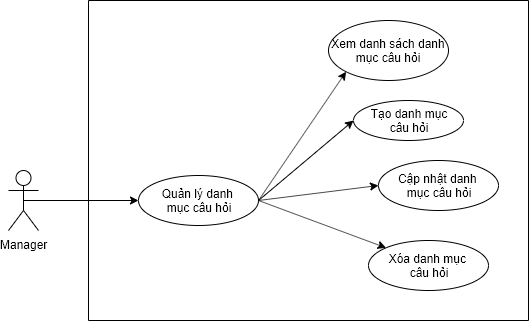 Xem danh sách danh
mục câu hỏi
Tạo danh mục
câu hỏi
Quản lý danh
mục câu hỏi
Cập nhật danh
mục câu hỏi
Manager
Xóa danh mục
câu hỏi